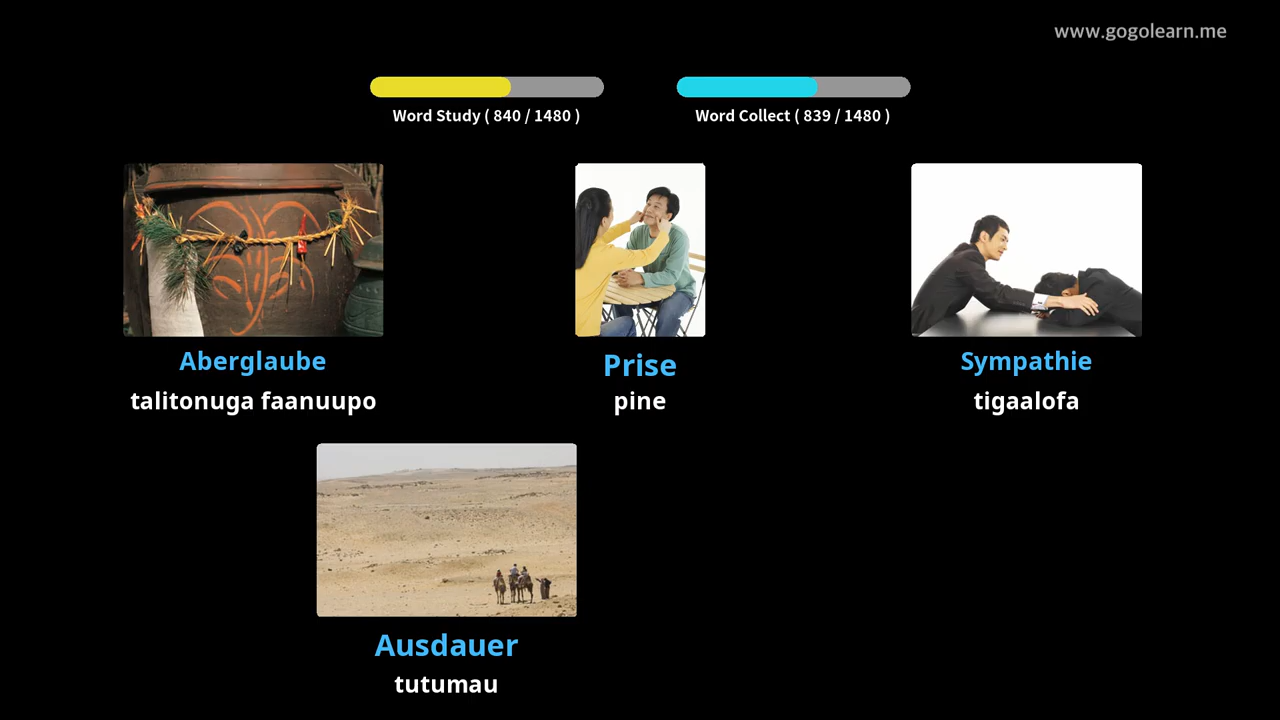 www.gogolearn.me
Word Study ( 840 / 1480 )
Word Collect ( 839 / 1480 )
Aberglaube
talitonuga faanuupo
Prise
pine
Sympathie
tigaalofa
Ausdauer
tutumau